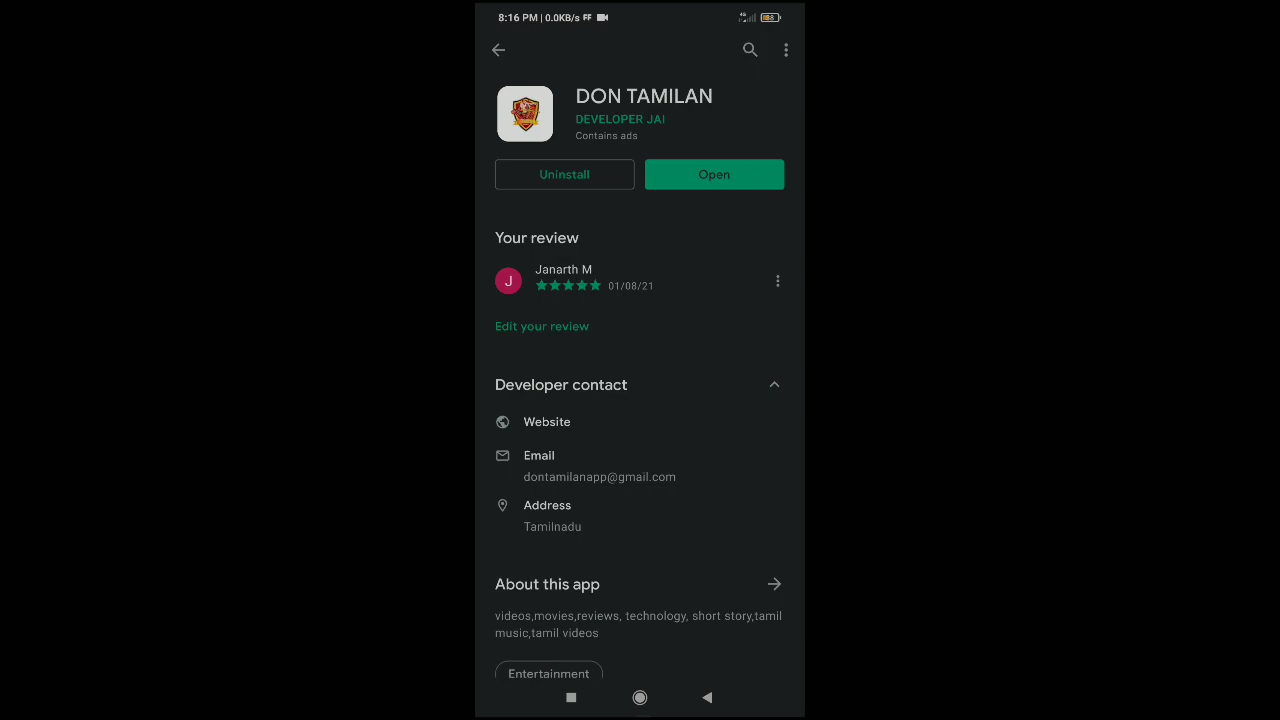 8:16 PM | 0.0KB/s
DON TAMILAN
DEVELOPER JAI
Contains ads
Uninstall
Open
Your review
J
Janarth M
01/08/21
Edit your review
Developer contact
Website
Email
dontamilanapp@gmail.com
Address
Tamilnadu
About this app
videos,movies,reviews, technology, short story,tamil
music,tamil videos
Entertainment